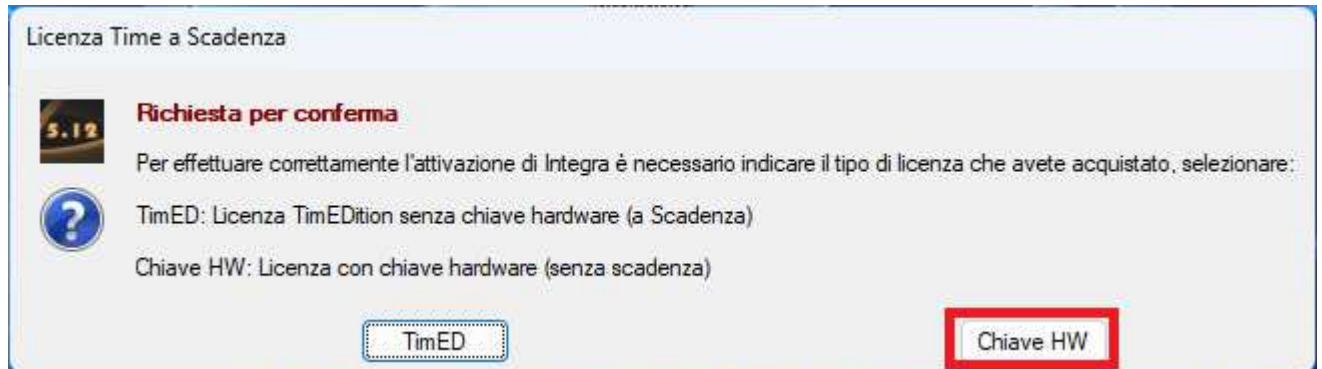 Licenza Time a Scadenza
5.12
Richiesta per conferma
Per effettuare correttamente l'attivazione di Integra è necessario indicare il tipo di licenza che avete acquistato, selezionare:
TimED: Licenza TimEDition senza chiave hardware (a Scadenza)
Chiave HW: Licenza con chiave hardware (senza scadenza)
TimED
Chiave HW